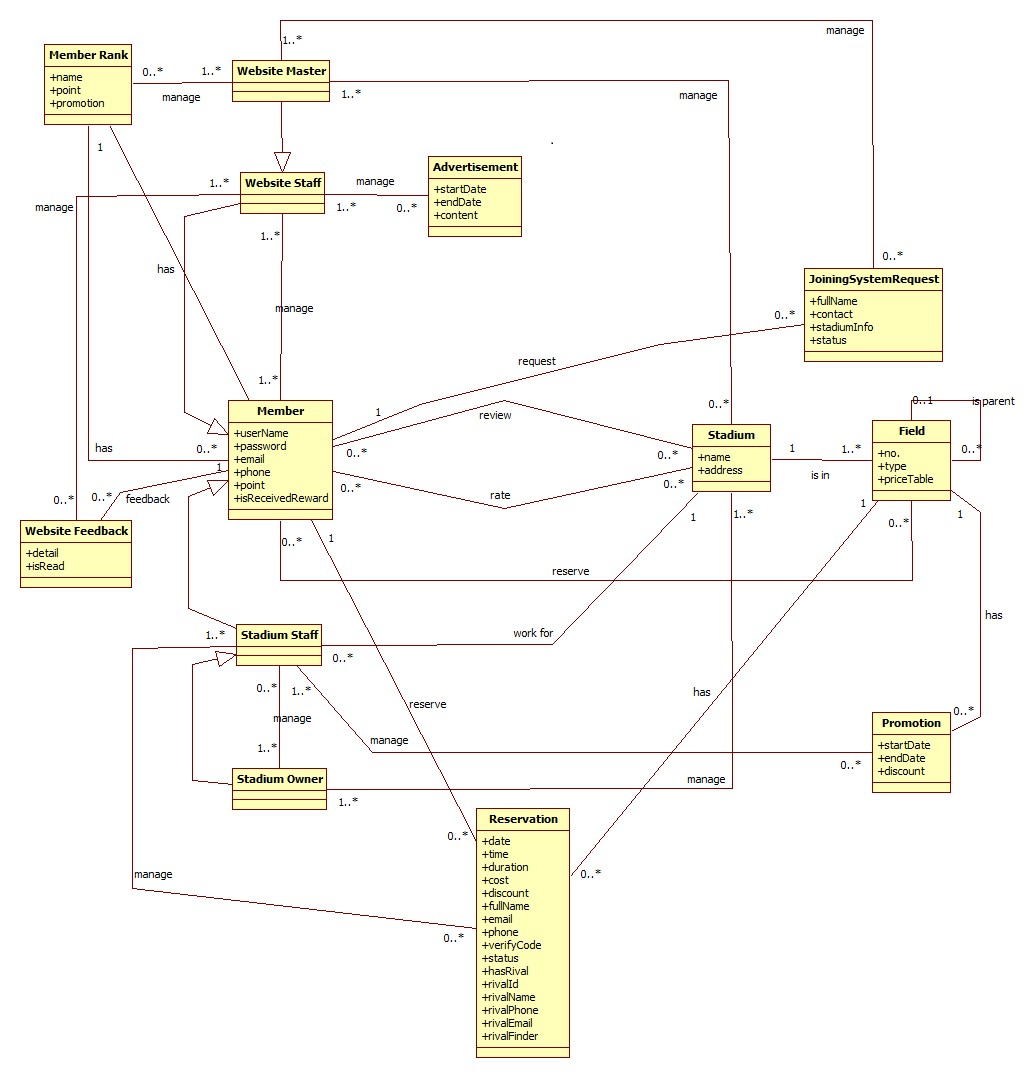 manage
1..*
Member Rank
+name
+point
+promotion
0..*
1..*
manage
Website Master
1..*
manage
1
Website Staff
1..*
manage
1..*
0..*
Advertisement
+startDate
+endDate
+content
manage
1..*
has
manage
1..*
0..*
JoiningSystemRequest
+fullName
+contact
+stadiumInfo
+status
0..*
request
1
review
Member
+userName
+password
+email
+phone
+point
+isReceivedReward
0..*
0..*
0..*
rate
0..*
0..*
Stadium
+name
+address
1
is in
1..*
Field
+no.
+type
+priceTable
0..1
is parent
0..*
has
0..*
1
feedback
0..*
0..*
Website Feedback
+detail
+isRead
0..*
1
1
1..*
1
0..*
1
reserve
has
work for
Stadium Staff
1..*
0..*
0..*
1..*
manage
1..*
reserve
manage
has
0..*
0..*
Promotion
+startDate
+endDate
+discount
Stadium Owner
1..*
manage
manage
0..*
0..*
0..*
Reservation
+date
+time
+duration
+cost
+discount
+fullName
+email
+phone
+verifyCode
+status
+hasRival
+rivalId
+rivalName
+rivalPhone
+rivalEmail
+rivalFinder